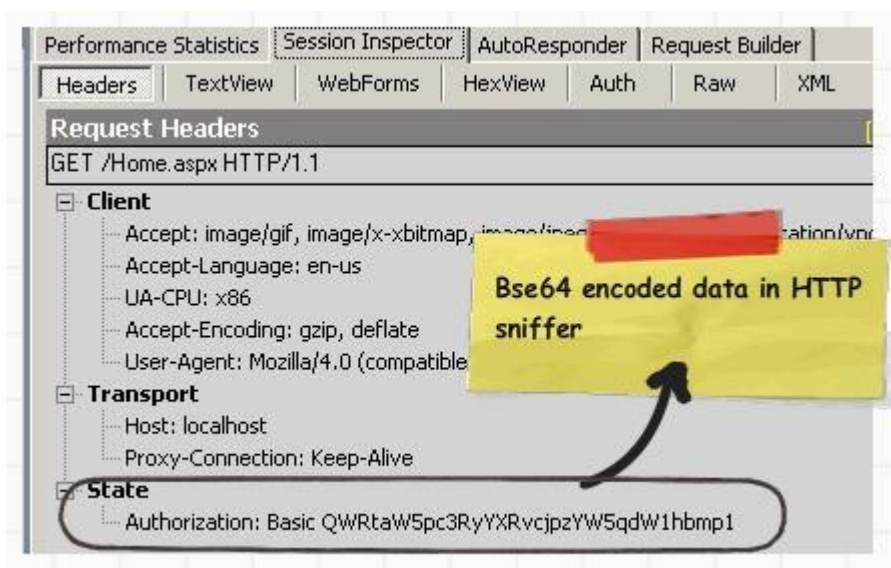 Performance Statistics Session Inspector AutoResponder Request Builder
Headers TextView WebForms HexView Auth Raw XML
Request Headers
GET /Home.aspx HTTP/1.1
Client
Accept: image/gif, image/x-xbitmap,
Accept-Language: en-us
UA-CPU: x86
Accept-Encoding: gzip, deflate
User-Agent: Mozilla/4.0 (compatible
Bse64 encoded data in HTTP
sniffer
Transport
Host: localhost
Proxy-Connection: Keep-Alive
State
Authorization: Basic QWRtaW5pc3RyYXRvcjpzYW5qdW1hbmp1